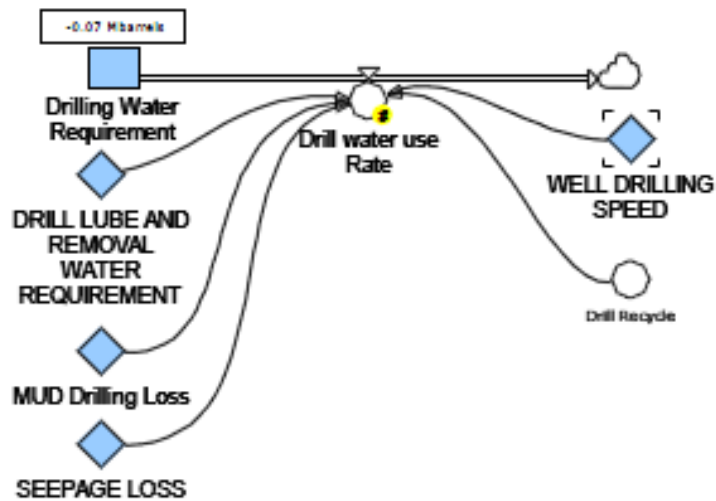 -0.07 Mbarrels
Drilling Water
Requirement
Drill water use
Rate
WELL DRILLING
SPEED
DRILL LUBE AND
REMOVAL
WATER
REQUIREMENT
Drill Recycle
MUD Drilling Loss
SEEPAGE LOSS